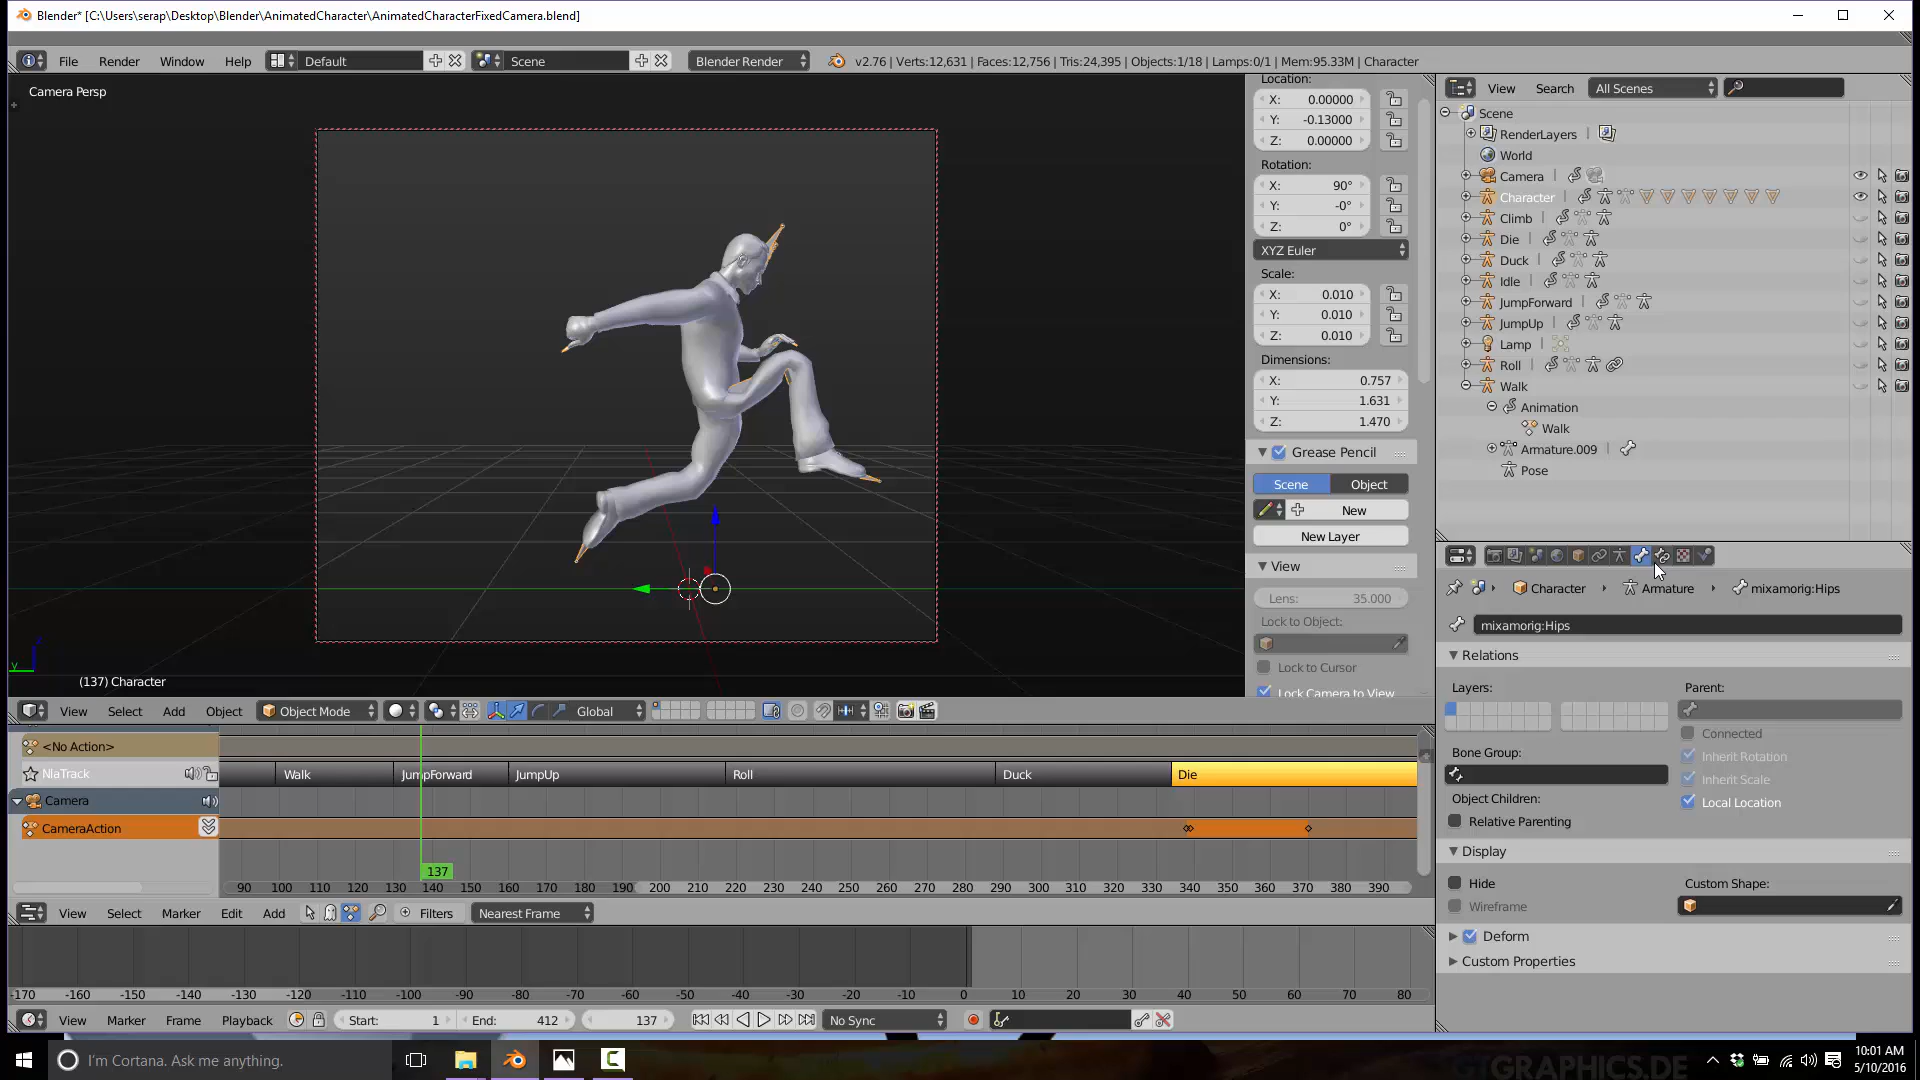 Blender* [C:\Users\serap\Desktop\Blender\AnimatedCharacter\AnimatedCharacterFixedCamera.blend]
File Render Window Help Default Scene Blender Render v2.76 | Verts:12,631 | Faces:12,756 | Tris:24,395 | Objects:1/18 | Lamps:0/1 | Mem:95.33M | Character
Camera Persp
(137) Character
Location:
X: 0.00000
Y: -0.13000
Z: 0.00000
Rotation:
X: 90°
Y: -0°
Z: 0°
XYZ Euler
Scale:
X: 0.010
Y: 0.010
Z: 0.010
Dimensions:
X: 0.757
Y: 1.631
Z: 1.470
Grease Pencil
Scene Object
New
New Layer
View
Lens: 35.000
Lock to Object:
Lock to Cursor
Lock Camera to View
View Search All Scenes
Scene
RenderLayers
World
Camera
Character
Climb
Die
Duck
Idle
JumpForward
JumpUp
Lamp
Roll
Walk
Animation
Walk
Armature.009
Pose
Character Armature mixamorig:Hips
mixamorig:Hips
Relations
Layers: Parent:
Connected
Bone Group: Inherit Rotation
Inherit Scale
Object Children: Local Location
Relative Parenting
Display
Hide Custom Shape:
Wireframe
Deform
Custom Properties
View Select Add Object Object Mode Global
<No Action>
NlaTrack Walk JumpForward JumpUp Roll Duck Die
Camera
CameraAction
137
90 100 110 120 130 140 150 160 170 180 190 200 210 220 230 240 250 260 270 280 290 300 310 320 330 340 350 360 370 380 390
View Select Marker Edit Add Filters Nearest Frame
-170 -160 -150 -140 -130 -120 -110 -100 -90 -80 -70 -60 -50 -40 -30 -20 -10 0 10 20 30 40 50 60 70 80
View Marker Frame Playback Start: 1 End: 412 137 No Sync
I'm Cortana. Ask me anything.
GTGRAPHICS.DE
10:01 AM
5/10/2016